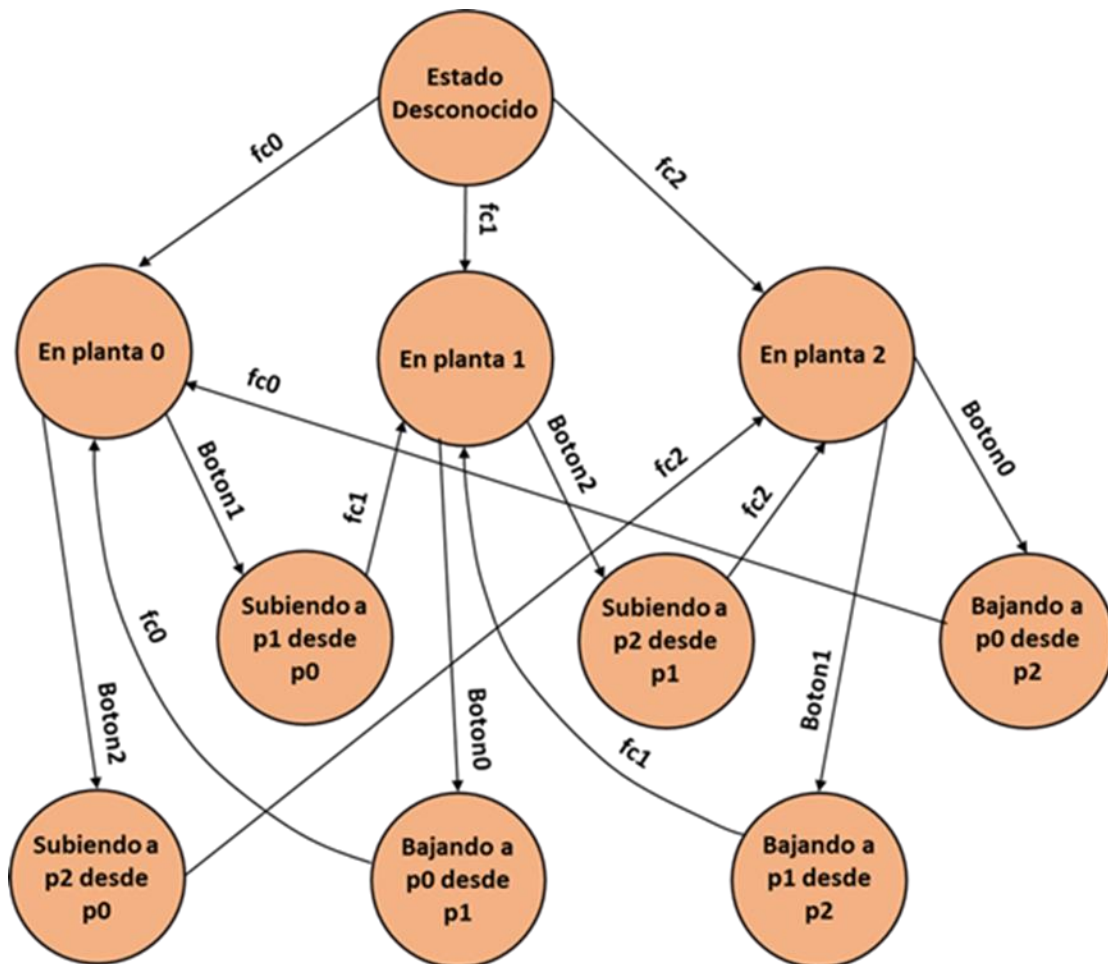 Estado
Desconocido
fc0
fc1
fc2
En planta 0
En planta 1
En planta 2
fc0
Boton1
fc1
Boton2
fc2
fc2
Boton0
Subiendo a
p1 desde
p0
Subiendo a
p2 desde
p1
Bajando a
p0 desde
p2
fc0
Boton2
Boton0
fc1
Boton1
Subiendo a
p2 desde
p0
Bajando a
p0 desde
p1
Bajando a
p1 desde
p2